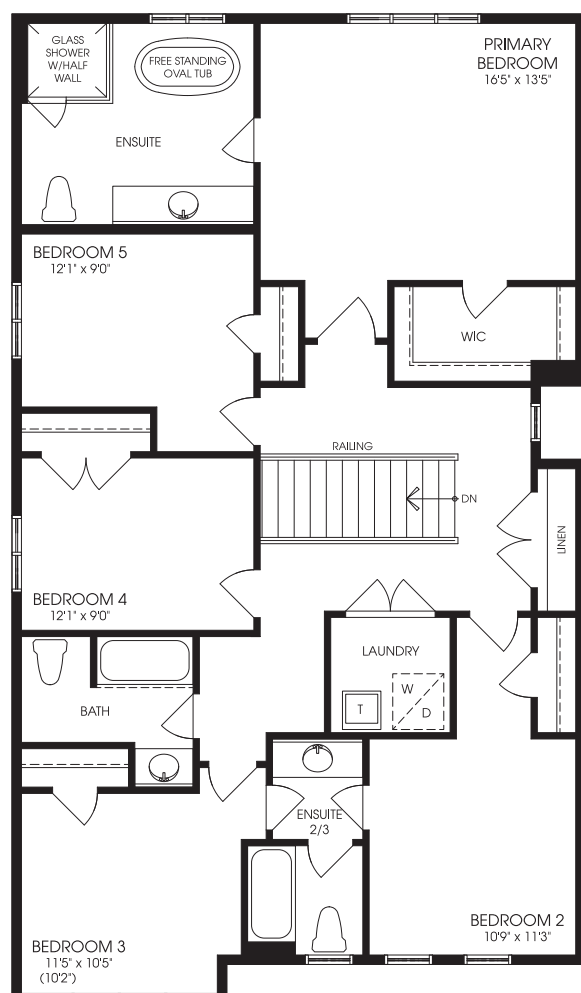 GLASS
SHOWER
W/HALF
WALL
FREE STANDING
OVAL TUB
PRIMARY
BEDROOM
16'5" x 13'5"
ENSUITE
BEDROOM 5
12'1" x 9'0"
WIC
RAILING
DN
LINEN
BEDROOM 4
12'1" x 9'0"
LAUNDRY
W
D
T
BATH
ENSUITE
2/3
BEDROOM 2
10'9" x 11'3"
BEDROOM 3
11'5" x 10'5"
(10'2")